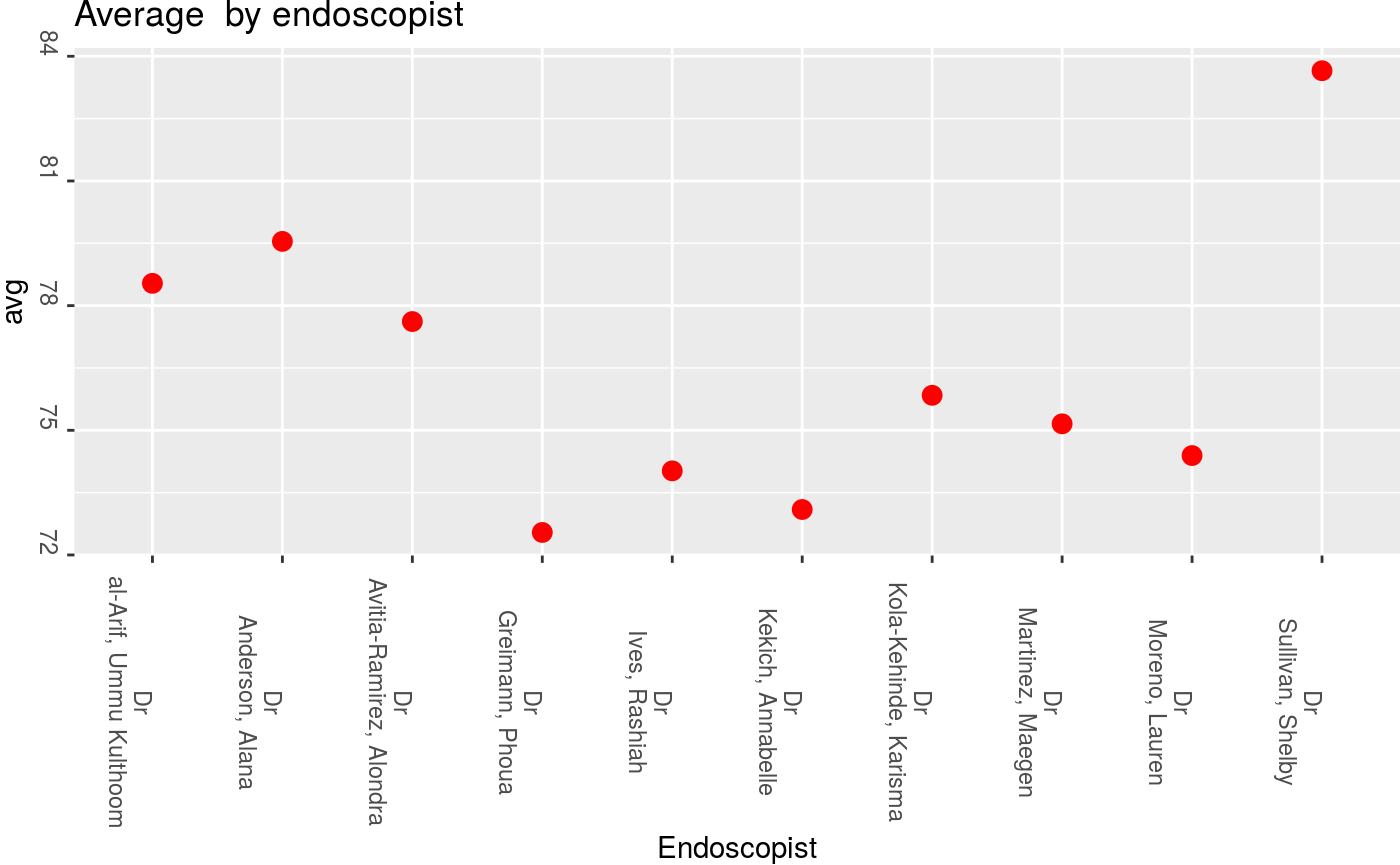 Average  by endoscopist
84
81
78
75
72
avg
Dr
al-Arif, Ummu Kulthoom
Dr
Anderson, Alana
Dr
Avitia-Ramirez, Alondra
Dr
Greimann, Phoua
Dr
Ives, Rashiah
Dr
Kekich, Annabelle
Dr
Kola-Kehinde, Karisma
Dr
Martinez, Maegen
Dr
Moreno, Lauren
Dr
Sullivan, Shelby
Endoscopist